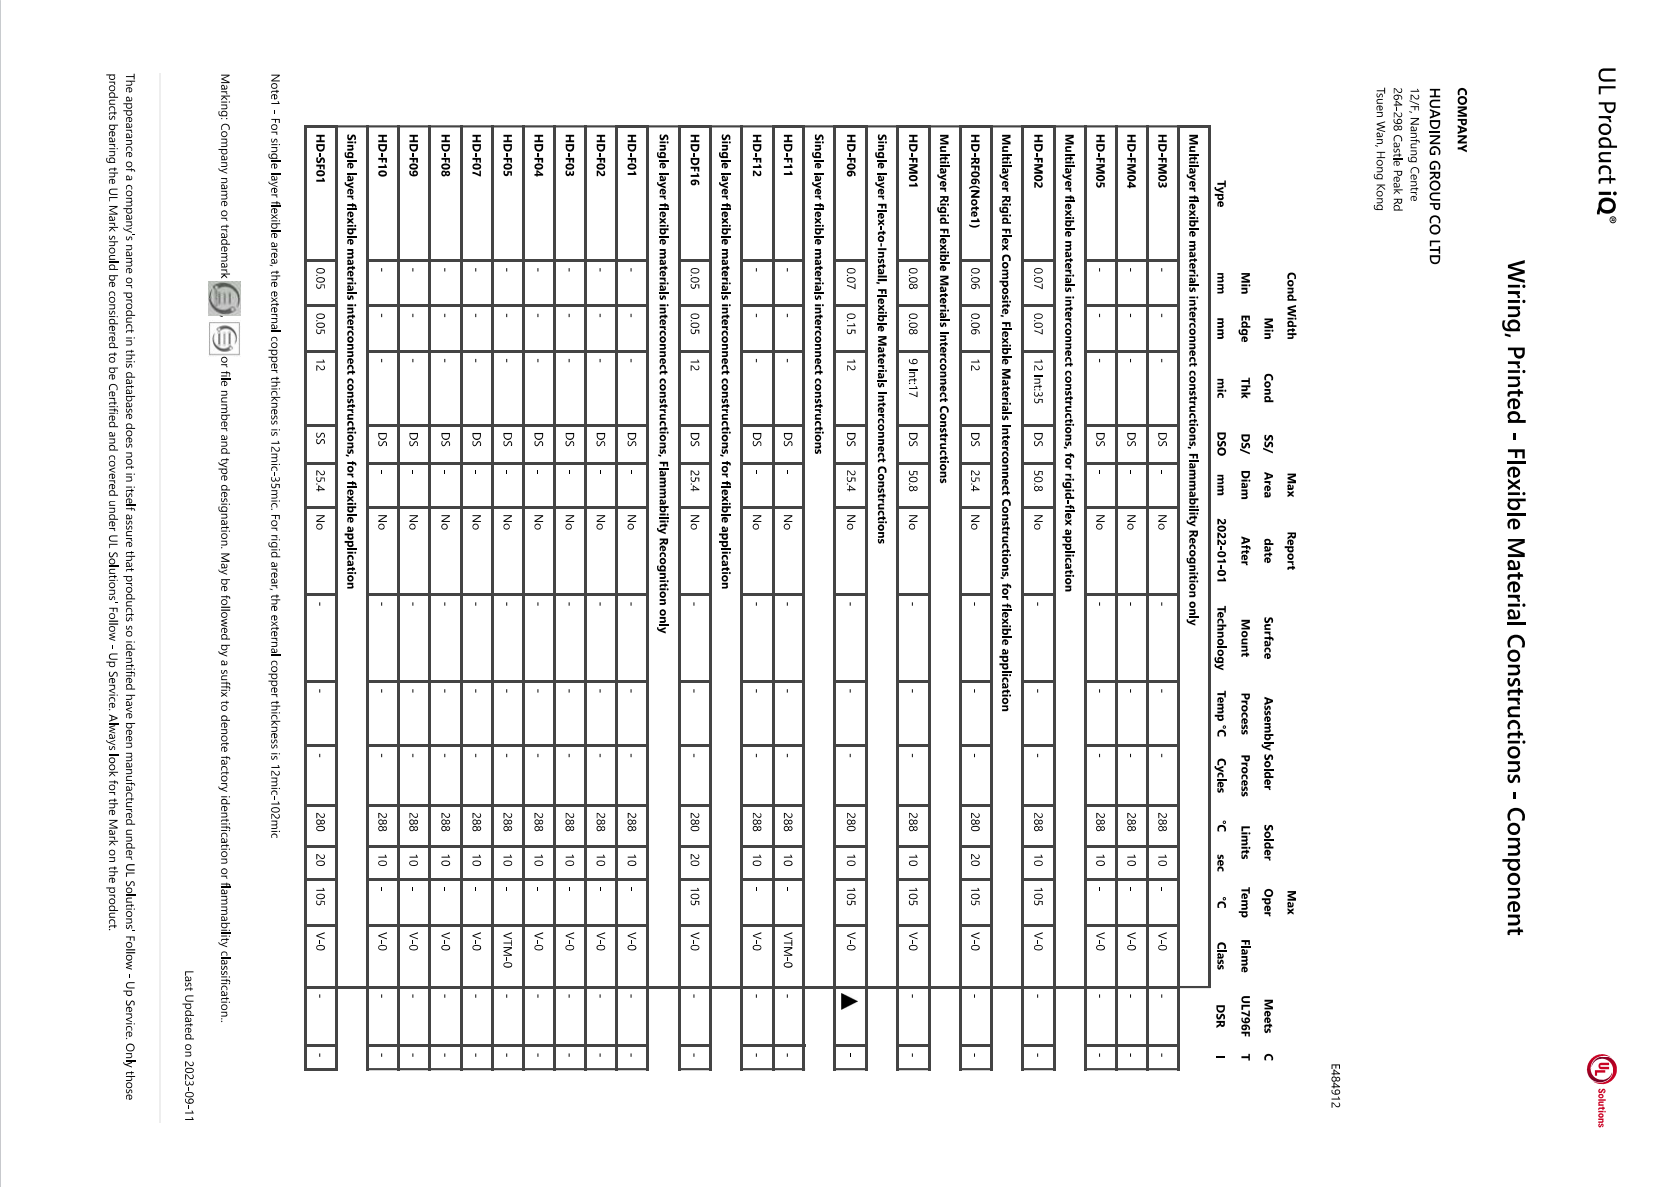 UL Product iQ®
UL Solutions
Wiring, Printed - Flexible Material Constructions - Component
E484912
COMPANY
HUADING GROUP CO LTD
12/F, Nanfung Centre
264-298 Castle Peak Rd
Tsuen Wan, Hong Kong
Cond Width Max Report Max
Min Cond SS/ Area date Surface Assembly Solder Solder Oper Meets C
Min Edge Thk DS/ Diam After Mount Process Process Limits Temp Flame UL796F T
Type mm mm mic DSO mm 2022-01-01 Technology Temp °C Cycles °C sec °C Class DSR I
Multilayer flexible materials interconnect constructions, Flammability Recognition only
HD-FM03 - - - DS - No - - - 288 10 - V-0 - -
HD-FM04 - - - DS - No - - - 288 10 - V-0 - -
HD-FM05 - - - DS - No - - - 288 10 - V-0 - -
Multilayer flexible materials interconnect constructions, for rigid-flex application
HD-FM02 0.07 0.07 12 Int:35 DS 50.8 No - - - 288 10 105 V-0 - -
Multilayer Rigid Flex Composite, Flexible Materials Interconnect Constructions, for flexible application
HD-RF06(Note1) 0.06 0.06 12 DS 25.4 No - - - 280 20 105 V-0 - -
Multilayer Rigid Flexible Materials Interconnect Constructions
HD-FM01 0.08 0.08 9 Int:17 DS 50.8 No - - - 288 10 105 V-0 - -
Single layer Flex-to-Install, Flexible Materials Interconnect Constructions
HD-F06 0.07 0.15 12 DS 25.4 No - - - 280 10 105 V-0 ▲ -
Single layer flexible materials interconnect constructions
HD-F11 - - - DS - No - - - 288 10 - VTM-0 - -
HD-F12 - - - DS - No - - - 288 10 - V-0 - -
Single layer flexible materials interconnect constructions, for flexible application
HD-DF16 0.05 0.05 12 DS 25.4 No - - - 280 20 105 V-0 - -
Single layer flexible materials interconnect constructions, Flammability Recognition only
HD-F01 - - - DS - No - - - 288 10 - V-0 - -
HD-F02 - - - DS - No - - - 288 10 - V-0 - -
HD-F03 - - - DS - No - - - 288 10 - V-0 - -
HD-F04 - - - DS - No - - - 288 10 - V-0 - -
HD-F05 - - - DS - No - - - 288 10 - VTM-0 - -
HD-F07 - - - DS - No - - - 288 10 - V-0 - -
HD-F08 - - - DS - No - - - 288 10 - V-0 - -
HD-F09 - - - DS - No - - - 288 10 - V-0 - -
HD-F10 - - - DS - No - - - 288 10 - V-0 - -
Single layer flexible materials interconnect constructions, for flexible application
HD-SF01 0.05 0.05 12 SS 25.4 No - - - 280 20 105 V-0 - -
Note1 - For single layer flexible area, the external copper thickness is 12mic-35mic. For rigid arear, the external copper thickness is 12mic-102mic
Marking: Company name or trademark , or file number and type designation. May be followed by a suffix to denote factory identification or flammability classification..
Last Updated on 2023-09-11
The appearance of a company's name or product in this database does not in itself assure that products so identified have been manufactured under UL Solutions' Follow - Up Service. Only those
products bearing the UL Mark should be considered to be Certified and covered under UL Solutions' Follow - Up Service. Always look for the Mark on the product.